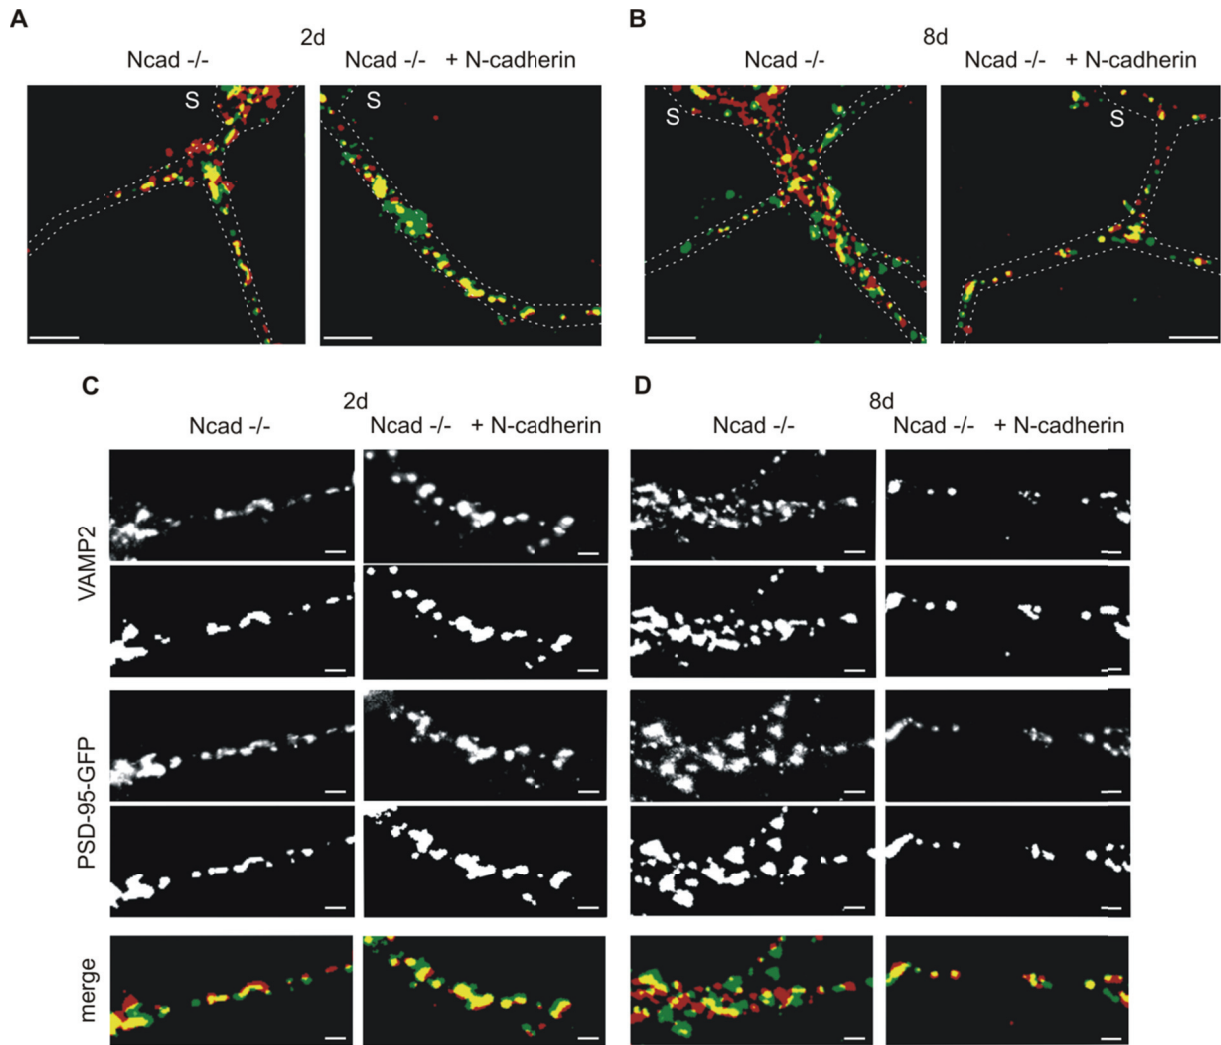 A
B
2d
8d
Ncad -/-
Ncad -/- + N-cadherin
Ncad -/-
Ncad -/- + N-cadherin
S
S
S
S
C
D
2d
8d
Ncad -/-
Ncad -/- + N-cadherin
Ncad -/-
Ncad -/- + N-cadherin
VAMP2
PSD-95-GFP
merge